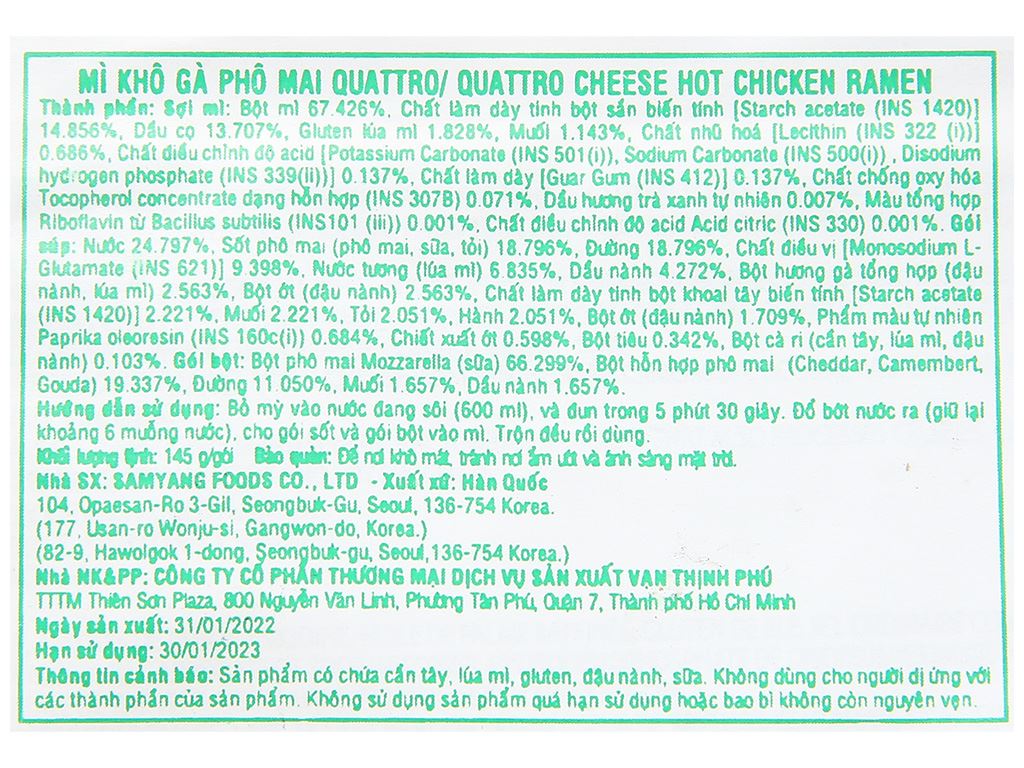 MÌ KHÔ GÀ PHÔ MAI QUATTRO/ QUATTRO CHEESE HOT CHICKEN RAMEN
Thành phần: Sợi mì: Bột mì 67.426%, Chất làm dày tinh bột sắn biến tính [Starch acetate (INS 1420)]
14.856%, Dầu cọ 13.707%, Gluten lúa mì 1.828%, Muối 1.143%, Chất nhũ hoá [Lecithin (INS 322 (i))]
0.686%, Chất điều chỉnh độ acid [Potassium Carbonate (INS 501(i)), Sodium Carbonate (INS 500(i)) , Disodium
hydrogen phosphate (INS 339(ii))] 0.137%, Chất làm dày [Guar Gum (INS 412)] 0.137%, Chất chống oxy hóa
Tocopherol concentrate dạng hỗn hợp (INS 307B) 0.071%, Dầu hương trà xanh tự nhiên 0.007%, Màu tổng hợp
Riboflavin từ Bacillus subtilis (INS101 (iii)) 0.001%, Chất điều chỉnh độ acid Acid citric (INS 330) 0.001%. Gói
súp: Nước 24.797%, Sốt phô mai (phô mai, sữa, tỏi) 18.796%, Đường 18.796%, Chất điều vị [Monosodium L-
Glutamate (INS 621)] 9.398%, Nước tương (lúa mì) 6.835%, Dầu nành 4.272%, Bột hương gà tổng hợp (đậu
nành, lúa mì) 2.563%, Bột ớt (đậu nành) 2.563%, Chất làm dày tinh bột khoai tây biến tính [Starch acetate
(INS 1420)] 2.221%, Muối 2.221%, Tỏi 2.051%, Hành 2.051%, Bột ớt (đậu nành) 1.709%, Phẩm màu tự nhiên
Paprika oleoresin (INS 160c(i)) 0.684%, Chiết xuất ớt 0.598%, Bột tiêu 0.342%, Bột cà ri (cần tây, lúa mì, đậu
nành) 0.103%. Gói bột: Bột phô mai Mozzarella (sữa) 66.299%, Bột hỗn hợp phô mai (Cheddar, Camembert,
Gouda) 19.337%, Đường 11.050%, Muối 1.657%, Dầu nành 1.657%.
Hướng dẫn sử dụng: Bỏ mỳ vào nước đang sôi (600 ml), và đun trong 5 phút 30 giây. Đổ bớt nước ra (giữ lại
khoảng 6 muỗng nước), cho gói sốt và gói bột vào mì. Trộn đều rồi dùng.
Khối lượng tịnh: 145 g/gói Bảo quản: Để nơi khô mát, tránh nơi ẩm ướt và ánh sáng mặt trời.
Nhà SX: SAMYANG FOODS CO., LTD - Xuất xứ: Hàn Quốc
104, Opaesan-Ro 3-Gil, Seongbuk-Gu, Seoul, 136-754 Korea.
(177, Usan-ro Wonju-si, Gangwon-do, Korea.)
(82-9, Hawolgok 1-dong, Seongbuk-gu, Seoul,136-754 Korea.)
Nhà NK&PP: CÔNG TY CỔ PHẦN THƯƠNG MẠI DỊCH VỤ SẢN XUẤT VẠN THỊNH PHÚ
TTTM Thiên Sơn Plaza, 800 Nguyễn Văn Linh, Phường Tân Phú, Quận 7, Thành phố Hồ Chí Minh
Ngày sản xuất: 31/01/2022
Hạn sử dụng: 30/01/2023
Thông tin cảnh báo: Sản phẩm có chứa cần tây, lúa mì, gluten, đậu nành, sữa. Không dùng cho người dị ứng với
các thành phần của sản phẩm. Không sử dụng sản phẩm quá hạn sử dụng hoặc bao bì không còn nguyên vẹn.